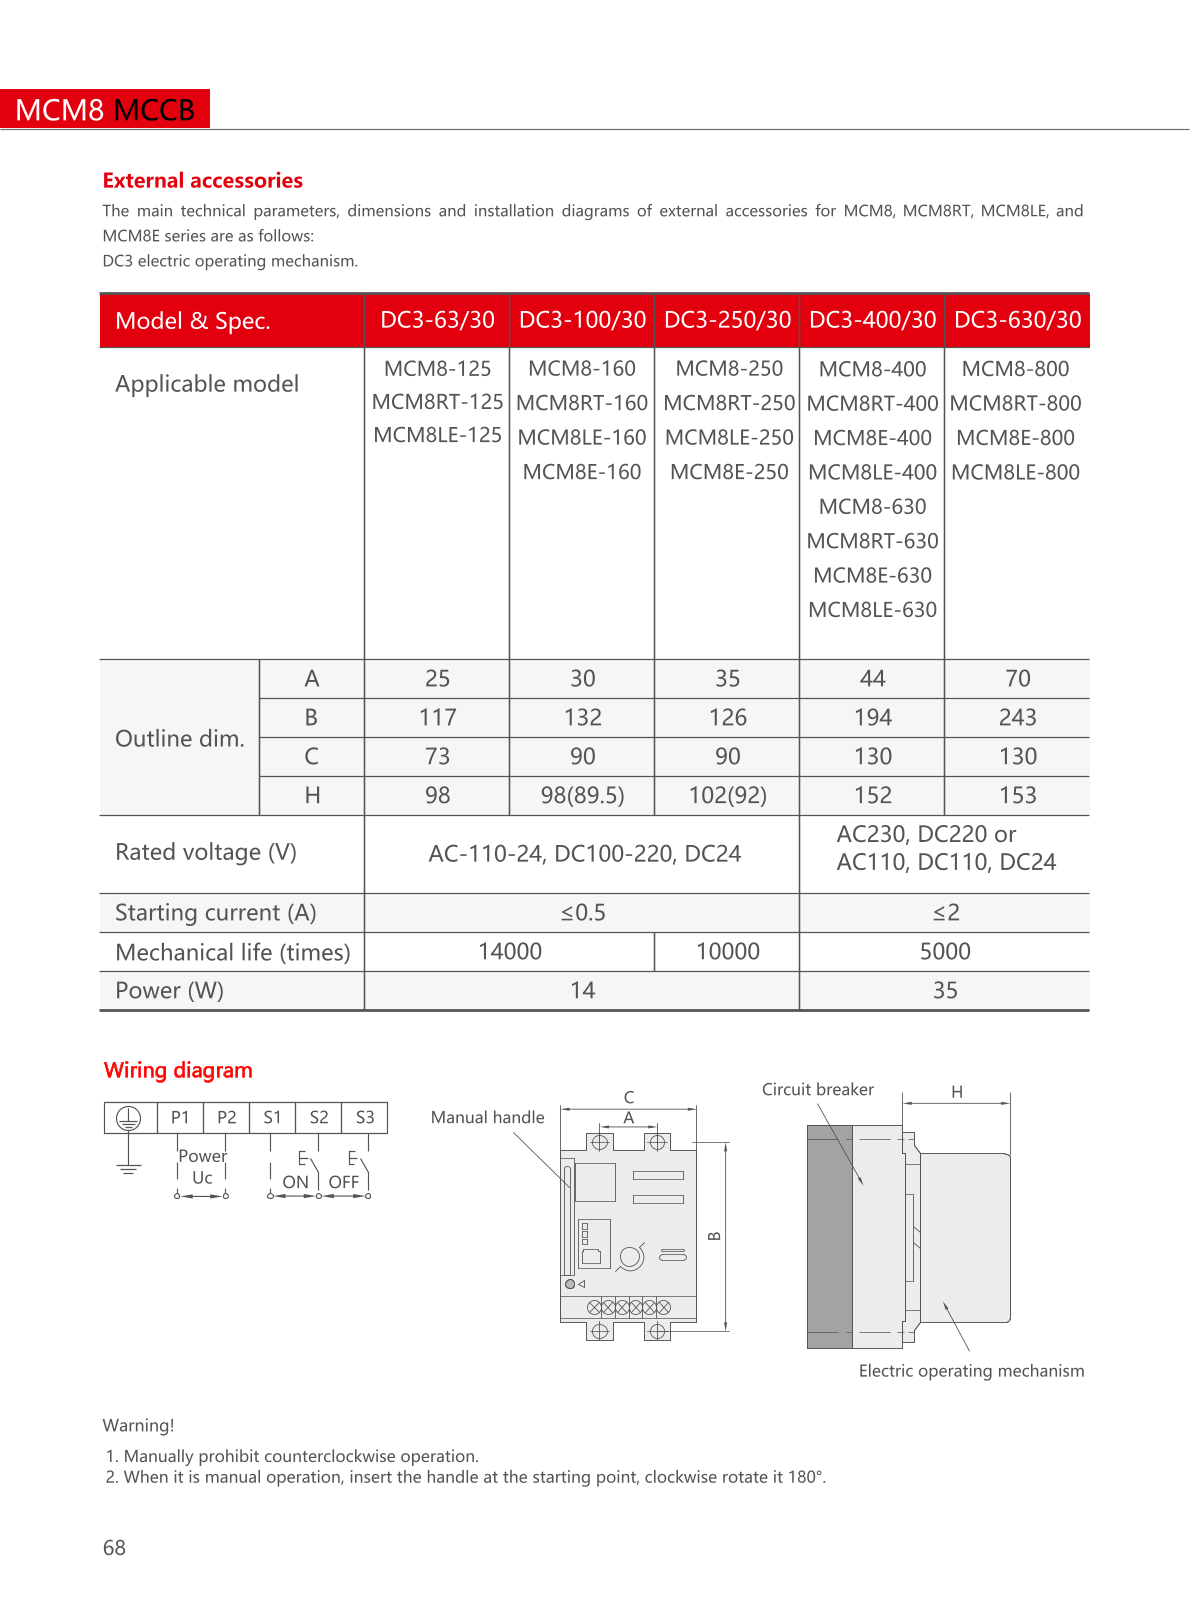 MCM8 MCCB
External accessories
The main technical parameters, dimensions and installation diagrams of external accessories for MCM8, MCM8RT, MCM8LE, and
MCM8E series are as follows:
DC3 electric operating mechanism.
Model & Spec. DC3-63/30 DC3-100/30 DC3-250/30 DC3-400/30 DC3-630/30
Applicable model MCM8-125 MCM8-160 MCM8-250 MCM8-400 MCM8-800
MCM8RT-125 MCM8RT-160 MCM8RT-250 MCM8RT-400 MCM8RT-800
MCM8LE-125 MCM8LE-160 MCM8LE-250 MCM8E-400 MCM8E-800
MCM8E-160 MCM8E-250 MCM8LE-400 MCM8LE-800
MCM8-630
MCM8RT-630
MCM8E-630
MCM8LE-630
Outline dim.
A 25 30 35 44 70
B 117 132 126 194 243
C 73 90 90 130 130
H 98 98(89.5) 102(92) 152 153
Rated voltage (V) AC-110-24, DC100-220, DC24 AC230, DC220 or
AC110, DC110, DC24
Starting current (A) ≤0.5 ≤2
Mechanical life (times) 14000 10000 5000
Power (W) 14 35
Wiring diagram
P1 P2 S1 S2 S3
Power
Uc
ON OFF
Manual handle
C
A
B
Circuit breaker
H
Electric operating mechanism
Warning!
1. Manually prohibit counterclockwise operation.
2. When it is manual operation, insert the handle at the starting point, clockwise rotate it 180°.
68